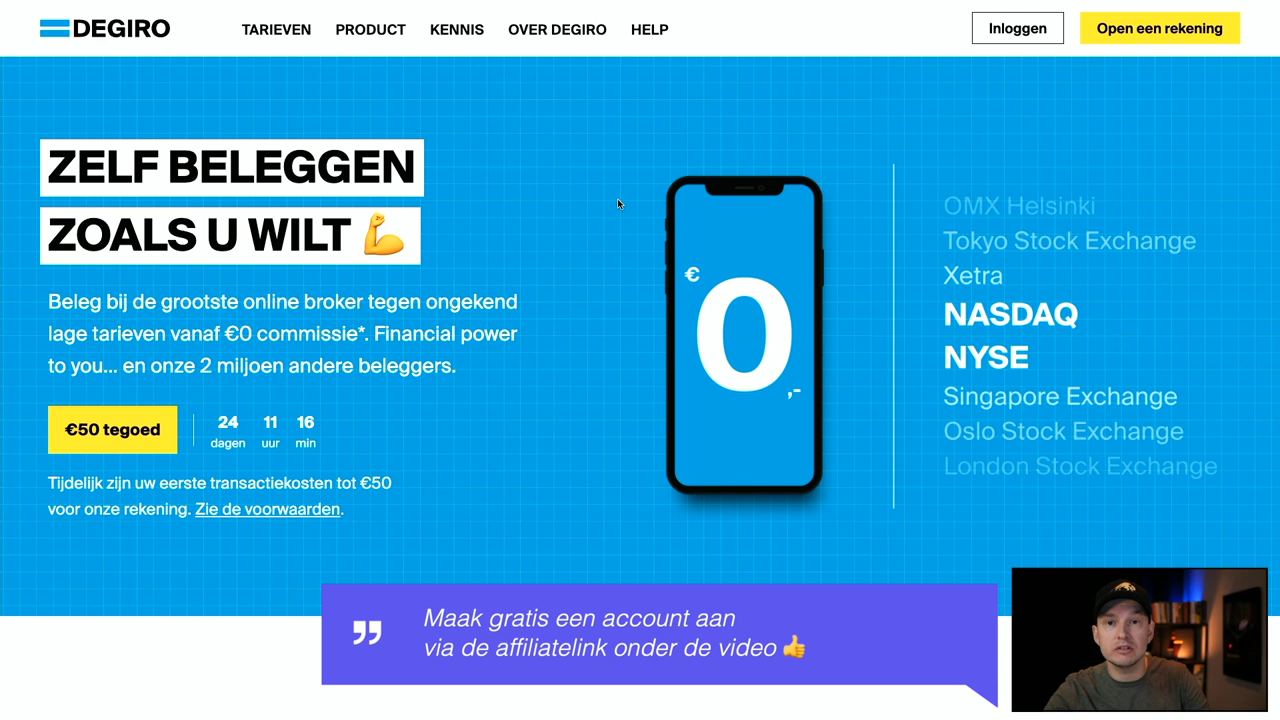 DEGIRO
TARIEVEN
PRODUCT
KENNIS
OVER DEGIRO
HELP
Inloggen
Open een rekening
ZELF BELEGGEN
ZOALS U WILT 💪
Beleg bij de grootste online broker tegen ongekend
lage tarieven vanaf €0 commissie*. Financial power
to you... en onze 2 miljoen andere beleggers.
€50 tegoed
24 11 16
dagen uur min
Tijdelijk zijn uw eerste transactiekosten tot €50
voor onze rekening. Zie de voorwaarden.
€ 0,-
OMX Helsinki
Tokyo Stock Exchange
Xetra
NASDAQ
NYSE
Singapore Exchange
Oslo Stock Exchange
London Stock Exchange
" Maak gratis een account aan
via de affiliatelink onder de video 👍